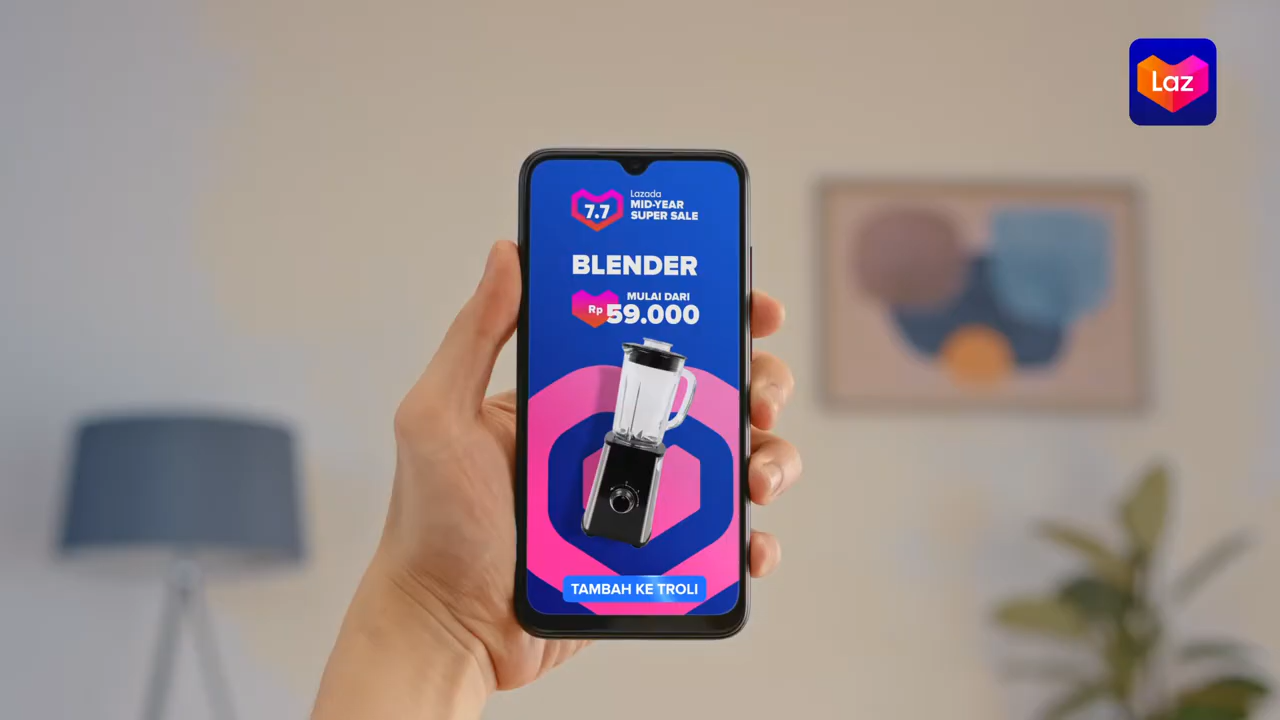 Laz
7.7
Lazada
MID-YEAR
SUPER SALE
BLENDER
MULAI DARI
Rp 59.000
TAMBAH KE TROLI